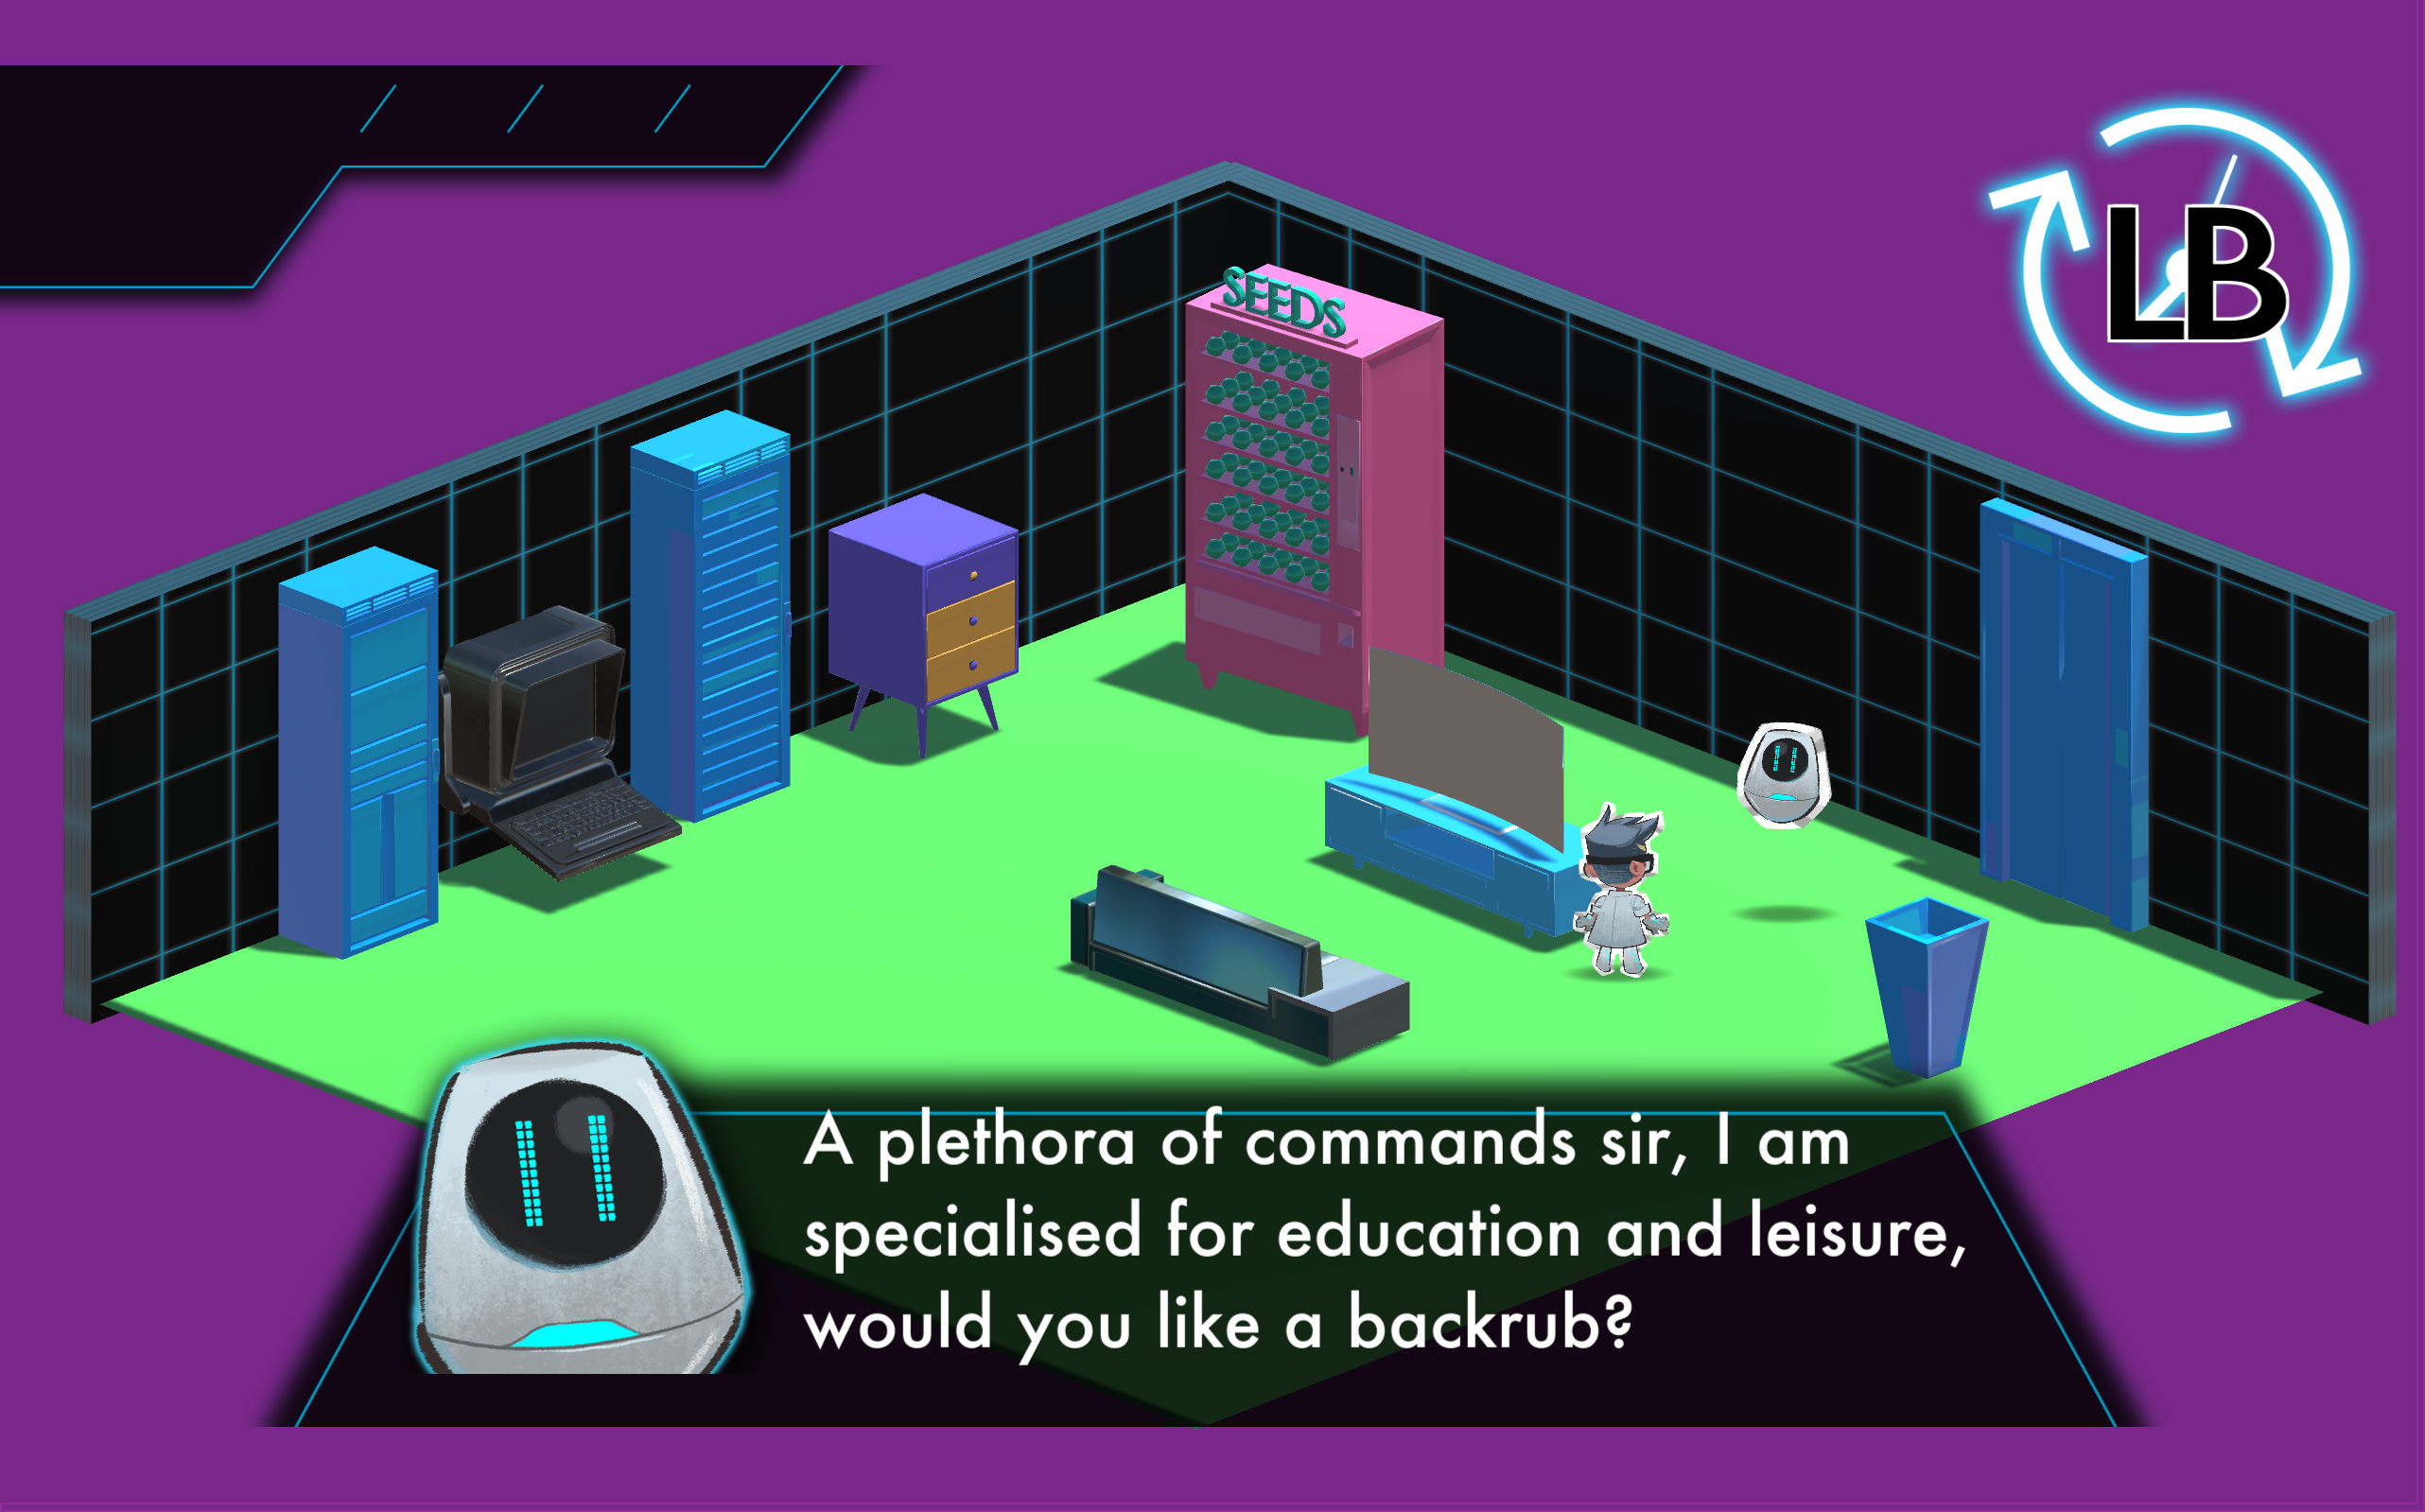 LB
SEEDS
A plethora of commands sir, I am
specialised for education and leisure,
would you like a backrub?